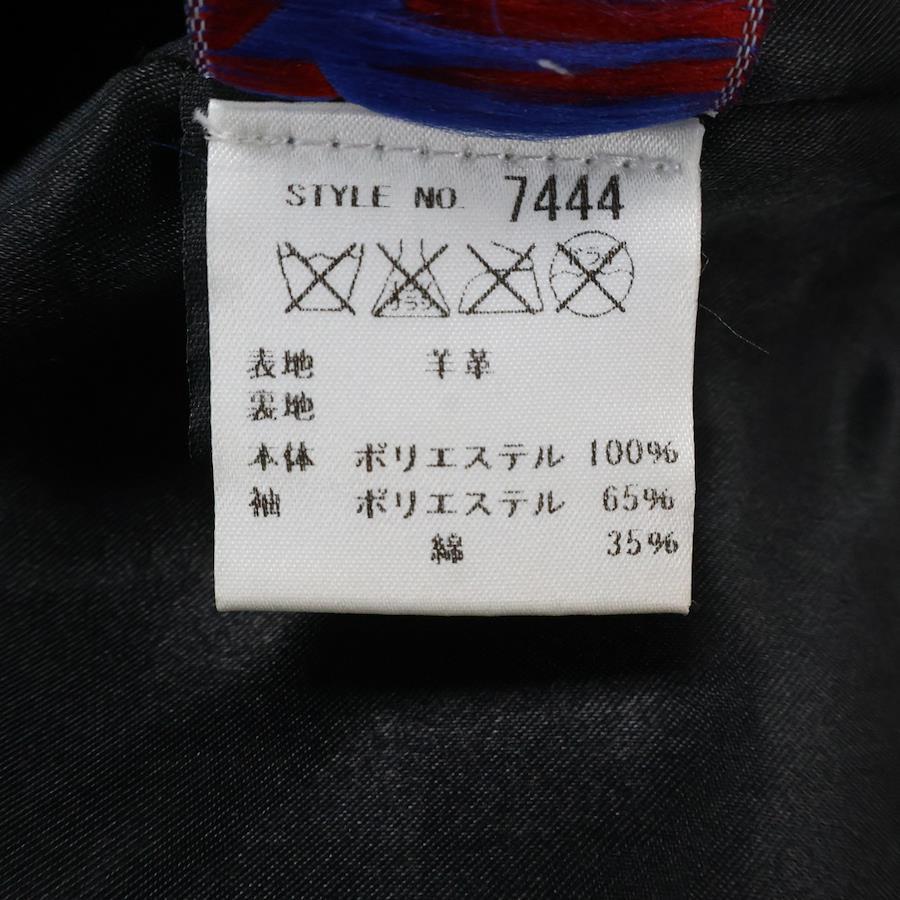 STYLE NO. 7444
表地 羊革
裏地
本体 ポリエステル 100%
袖 ポリエステル 65%
綿 35%